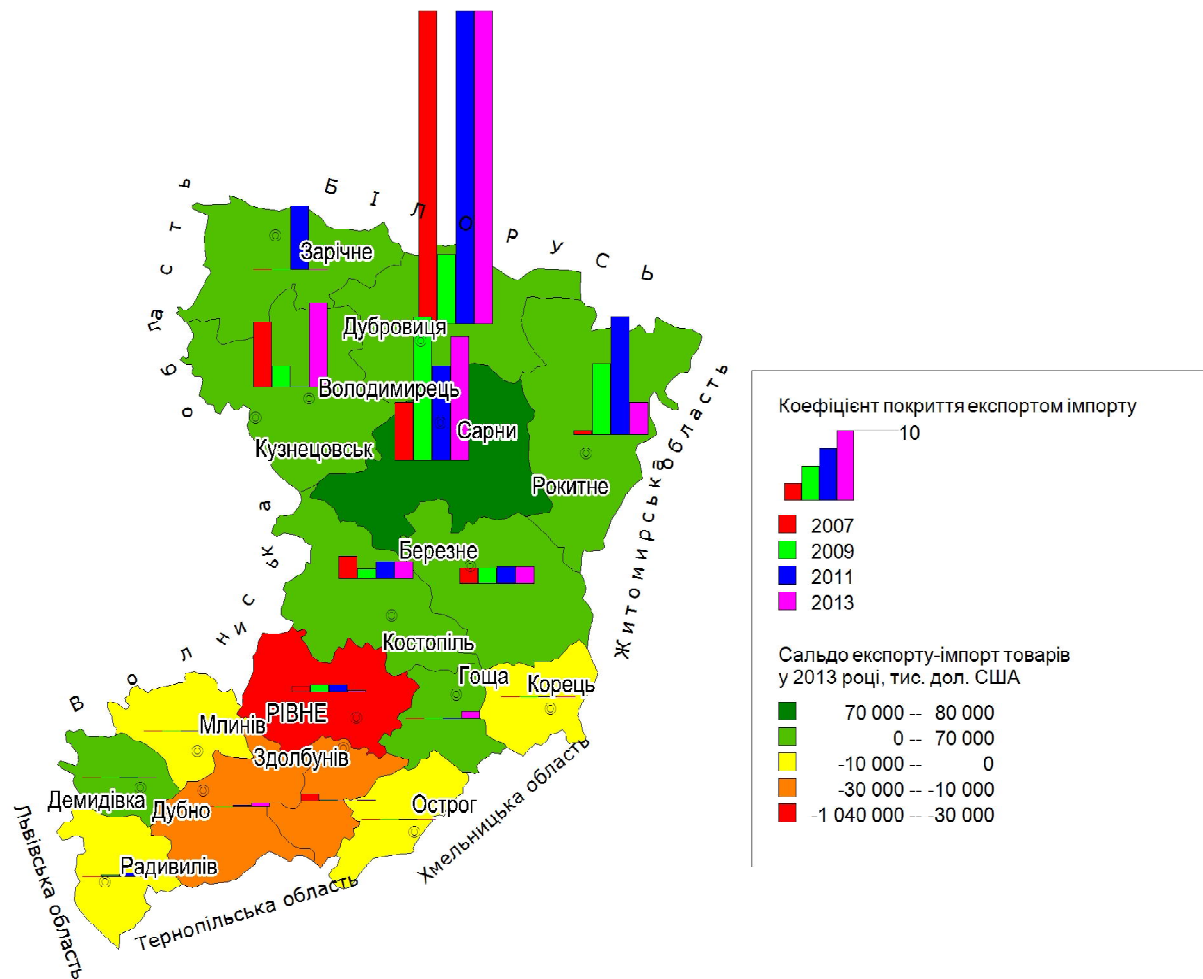 БІЛОРУСЬ
Волинська область
Житомирська область
Зарічне
Дубровиця
Володимирець
Кузнецовськ
Сарни
Рокитне
Березне
Костопіль
Гоща
Корець
РІВНЕ
Млинів
Здолбунів
Демидівка
Дубно
Острог
Радивилів
Львівська область
Тернопільська область
Хмельницька область
Коефіцієнт покриття експортом імпорту
10
2007
2009
2011
2013
Сальдо експорту-імпорт товарів
у 2013 році, тис. дол. США
70 000 -- 80 000
0 -- 70 000
-10 000 -- 0
-30 000 -- -10 000
-1 040 000 -- -30 000